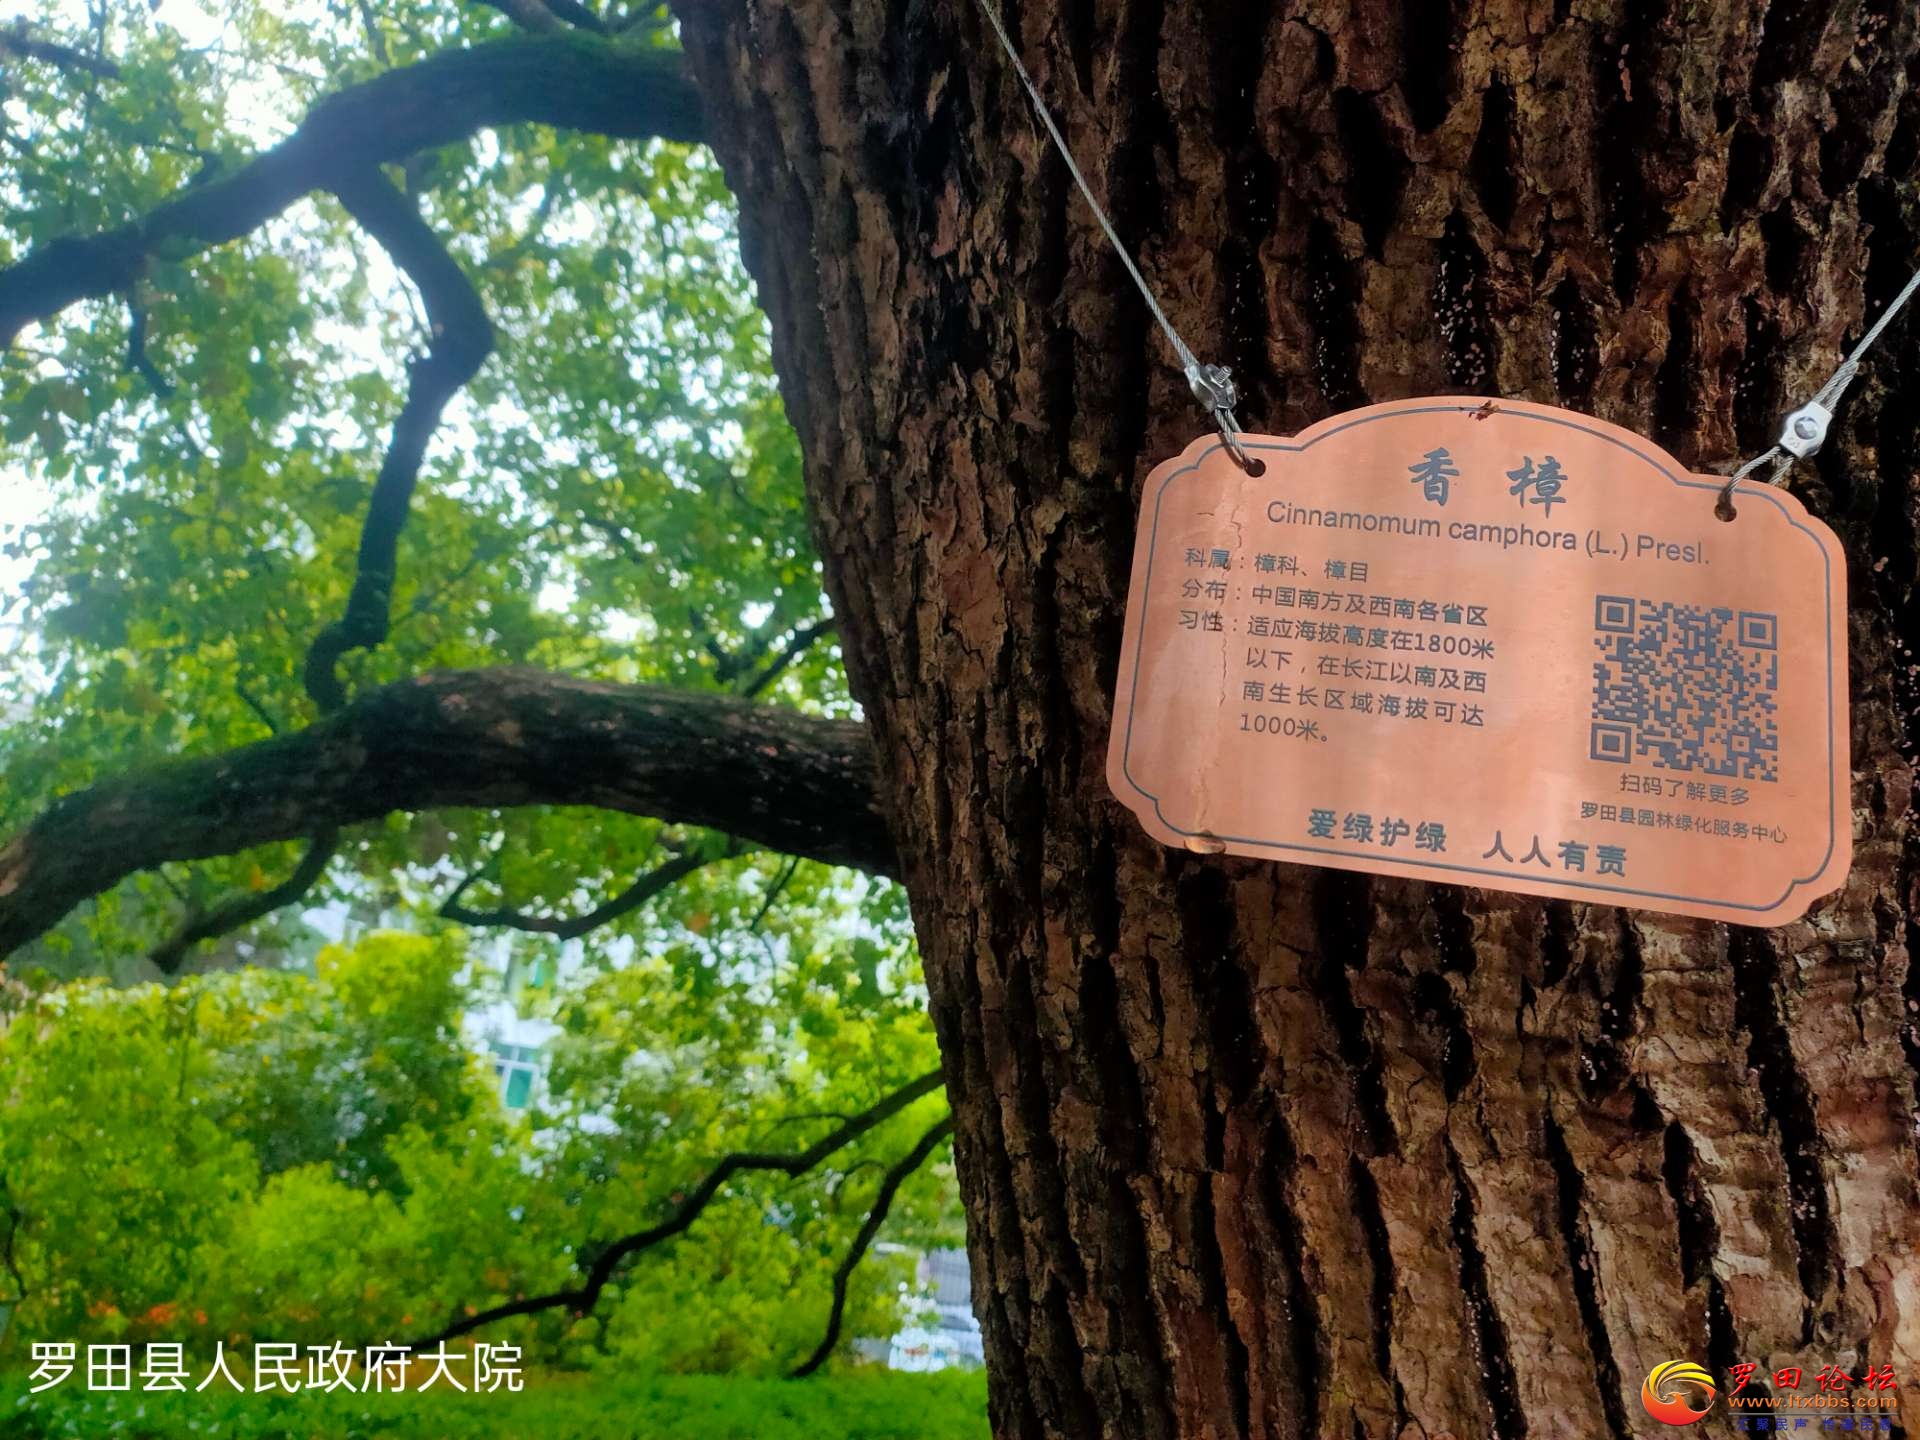 香樟
Cinnamomum camphora (L.) Presl.
科属：樟科、樟目
分布：中国南方及西南各省区
习性：适应海拔高度在1800米
以下，在长江以南及西
南生长区域海拔可达
1000米。
扫码了解更多
罗田县园林绿化服务中心
爱绿护绿 人人有责
罗田县人民政府大院
罗田论坛
www.ltxbbs.com